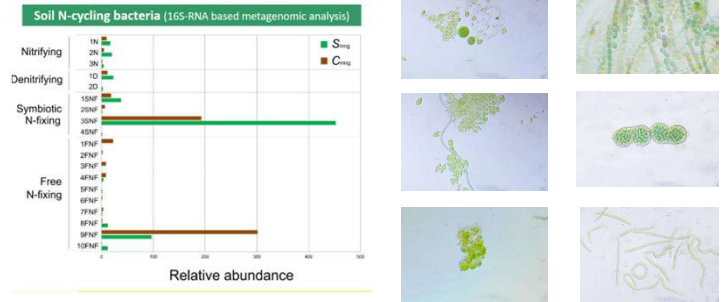 Soil N-cycling bacteria (16S-RNA based metagenomic analysis)
Nitrifying
1N
2N
3N
Denitrifying
1D
2D
Symbiotic
N-fixing
1SNF
2SNF
3SNF
4SNF
Free
N-fixing
1FNF
2FNF
3FNF
4FNF
5FNF
6FNF
7FNF
8FNF
9FNF
10FNF
0
100
200
300
400
500
Relative abundance